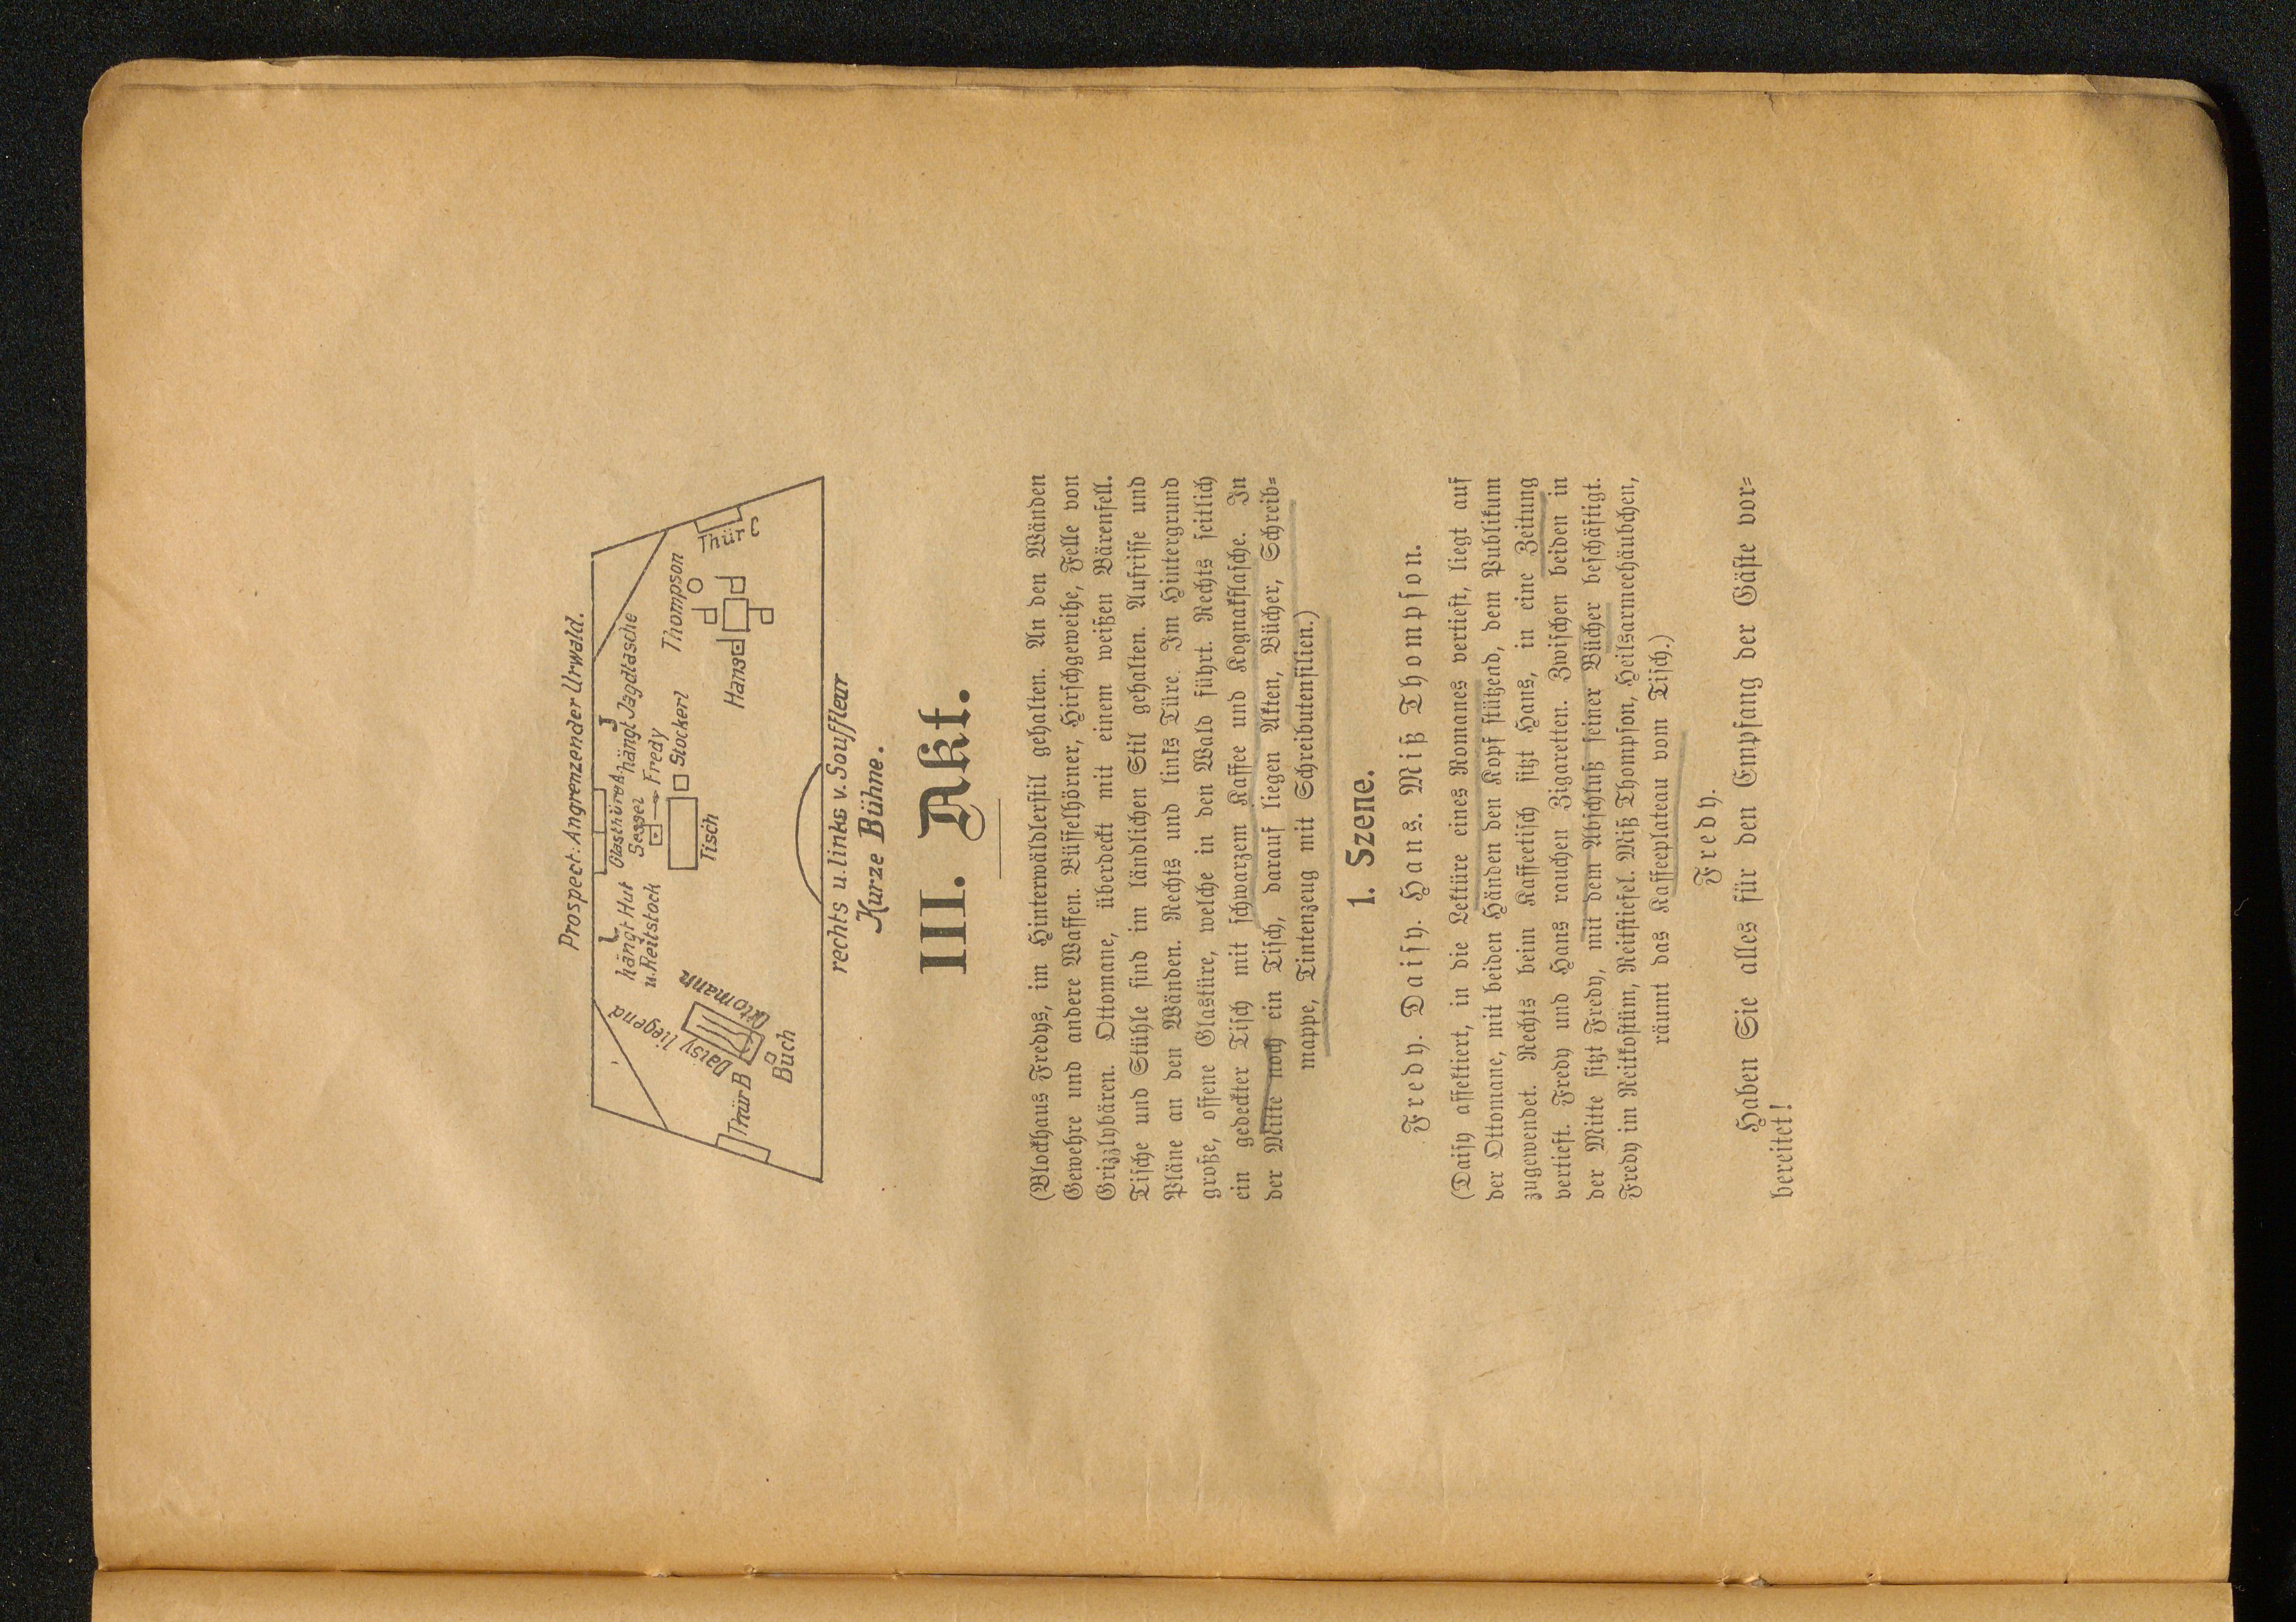 Prospect: Angrenzender Urwald.
hängt Hut
u. Reitstock
Glasthüre A
Sessel
hängt Jagdtasche
Fredy
Stockerl
Thompson
Daisy liegend
Ottomann
Tisch
Hans
Thür C
Thür B
Buch
rechts u. links v. Souffleur
Kurze Bühne.
III. Akt.
(Blockhaus Fredys, im Hinterwäldlerstil gehalten. An den Wänden
Gewehre und andere Waffen. Büffelhörner, Hirschgeweihe, Felle von
Grizzlybären. Ottomane, überdeckt mit einem weißen Bärenfell.
Tische und Stühle sind im ländlichen Stil gehalten. Aufrisse und
Pläne an den Wänden. Rechts und links Türe. Im Hintergrund
große, offene Glastüre, welche in den Wald führt. Rechts seitlich
ein gedeckter Tisch mit schwarzem Kaffee und Kognakflasche. In
der Mitte noch ein Tisch, darauf liegen Akten, Bücher, Schreib=
mappe, Tintenzeug mit Schreibutensilien.)
1. Szene.
Fredy. Daisy. Hans. Miß Thompson.
(Daisy affektiert, in die Lektüre eines Romanes vertieft, liegt auf
der Ottomane, mit beiden Händen den Kopf stützend, dem Publikum
zugewendet. Rechts beim Kaffeetisch sitzt Hans, in eine Zeitung
vertieft. Fredy und Hans rauchen Zigaretten. Zwischen beiden in
der Mitte sitzt Fredy, mit dem Abschluß seiner Bücher beschäftigt.
Fredy im Reitkostüm, Reitstiefel. Miß Thompson, Heilsarmeehäubchen,
räumt das Kaffeeplateau vom Tisch.)
Fredy.
Haben Sie alles für den Empfang der Gäste vor=
bereitet!